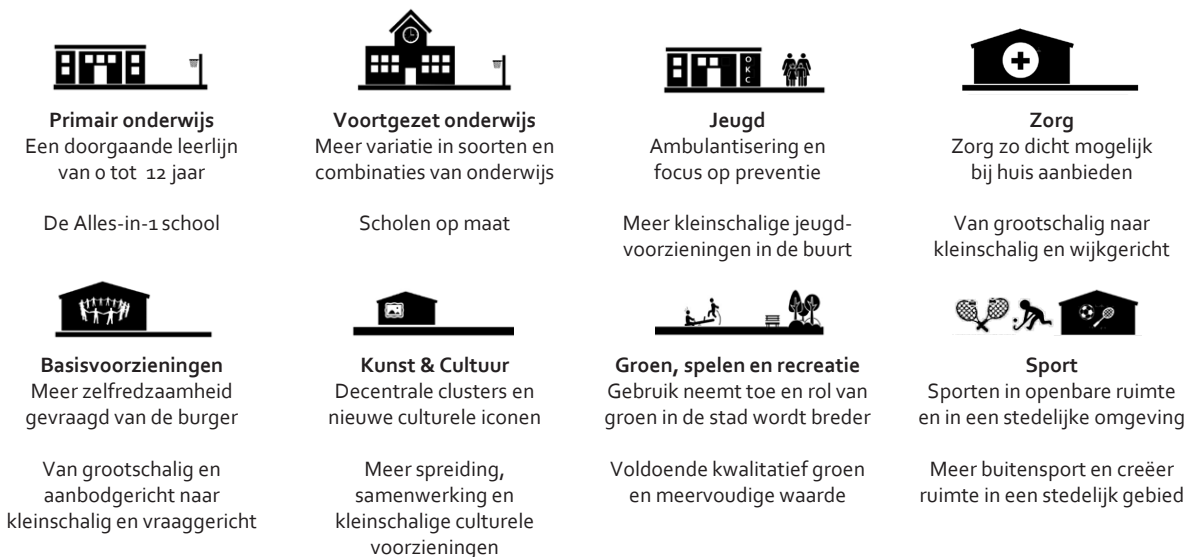 Primair onderwijs
Een doorgaande leerlijn
van 0 tot 12 jaar
De Alles-in-1 school
Voortgezet onderwijs
Meer variatie in soorten en
combinaties van onderwijs
Scholen op maat
OKC
Jeugd
Ambulantisering en
focus op preventie
Meer kleinschalige jeugd-
voorzieningen in de buurt
Zorg
Zorg zo dicht mogelijk
bij huis aanbieden
Van grootschalig naar
kleinschalig en wijkgericht
Basisvoorzieningen
Meer zelfredzaamheid
gevraagd van de burger
Van grootschalig en
aanbodgericht naar
kleinschalig en vraaggericht
Kunst & Cultuur
Decentrale clusters en
nieuwe culturele iconen
Meer spreiding,
samenwerking en
kleinschalige culturele
voorzieningen
Groen, spelen en recreatie
Gebruik neemt toe en rol van
groen in de stad wordt breder
Voldoende kwalitatief groen
en meervoudige waarde
Sport
Sporten in openbare ruimte
en in een stedelijke omgeving
Meer buitensport en creëer
ruimte in een stedelijk gebied